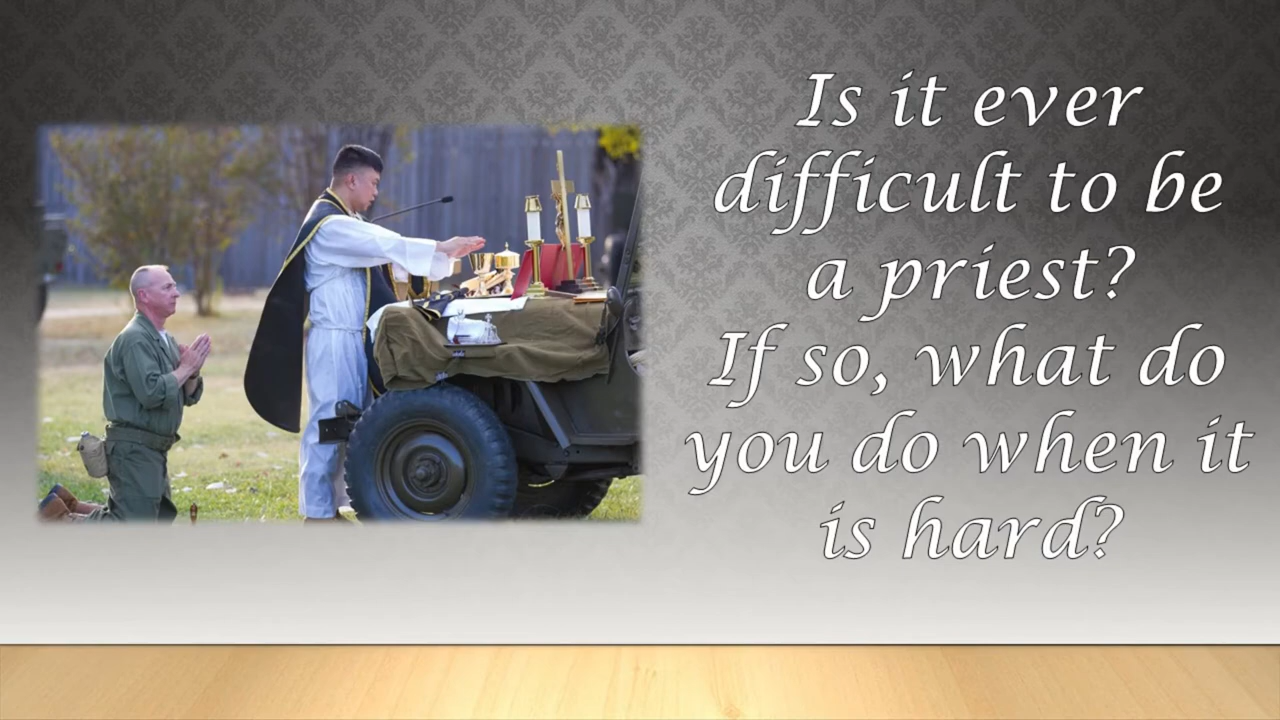 Is it ever
difficult to be
a priest?
If so, what do
you do when it
is hard?